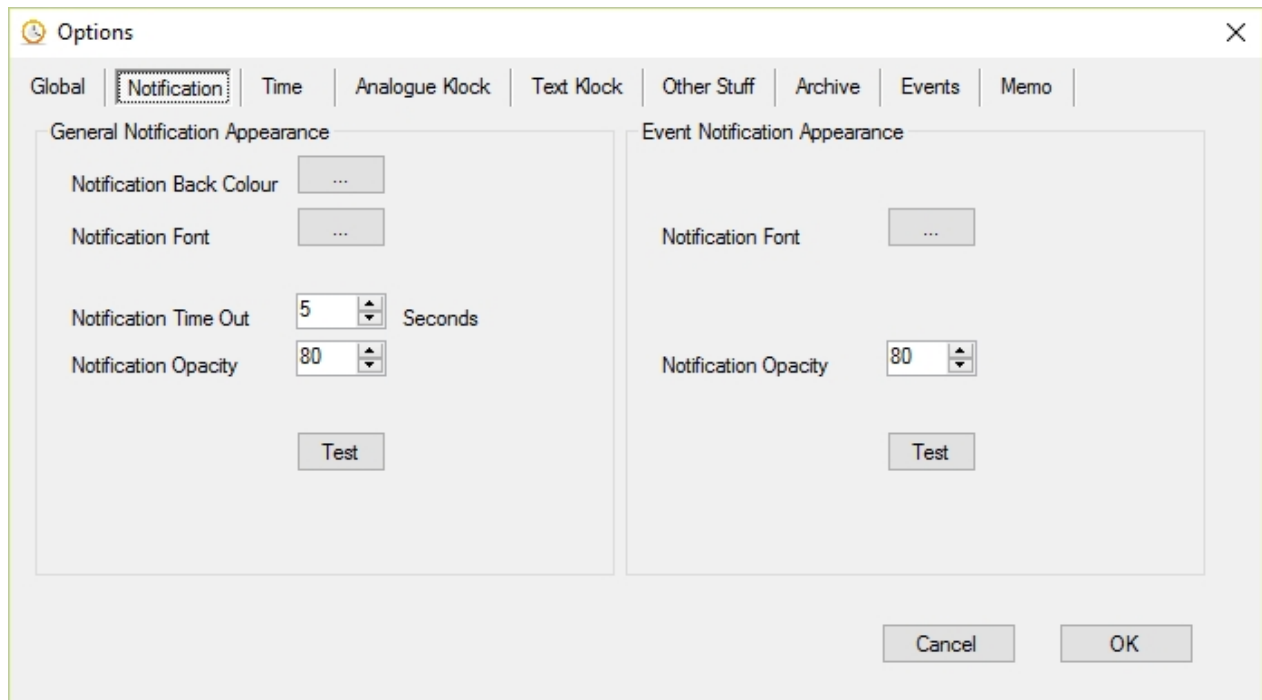 Options
Global Notification Time Analogue Klock Text Klock Other Stuff Archive Events Memo
General Notification Appearance
Notification Back Colour ...
Notification Font ...
Notification Time Out 5 Seconds
Notification Opacity 80
Test
Event Notification Appearance
Notification Font ...
Notification Opacity 80
Test
Cancel OK